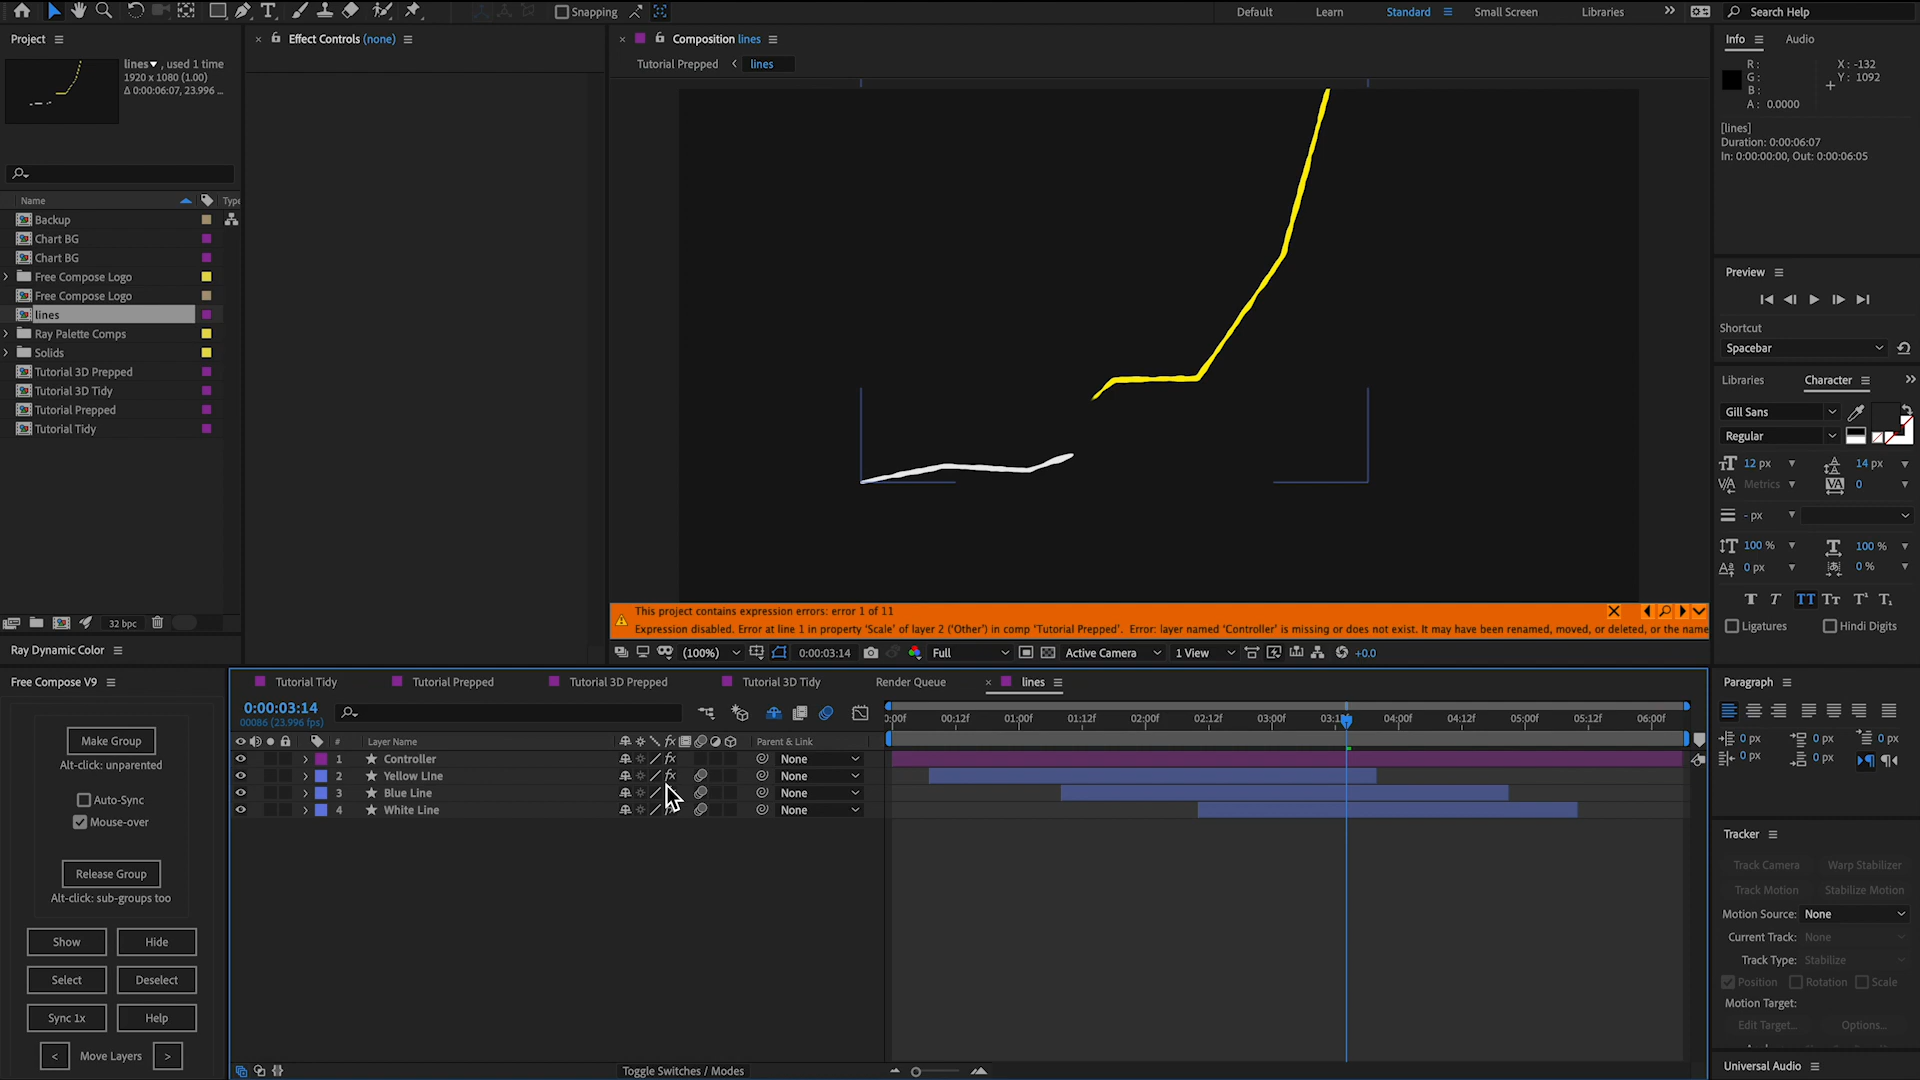 Snapping
Default
Learn
Standard
Small Screen
Libraries
Search Help
Project
Effect Controls (none)
Composition lines
Info
Audio
lines , used 1 time
1920 x 1080 (1.00)
Δ 0:00:06:07, 23.996 ...
Tutorial Prepped
lines
R :
G :
B :
A : 0.0000
X : -132
Y : 1092
[lines]
Duration: 0:00:06:07
In: 0:00:00:00, Out: 0:00:06:05
Name
Type
Backup
Chart BG
Chart BG
Free Compose Logo
Free Compose Logo
lines
Ray Palette Comps
Solids
Tutorial 3D Prepped
Tutorial 3D Tidy
Tutorial Prepped
Tutorial Tidy
32 bpc
Preview
Shortcut
Spacebar
Libraries
Character
Gill Sans
Regular
12 px
14 px
Metrics
0
- px
100 %
100 %
0 px
0 %
Ligatures
Hindi Digits
This project contains expression errors: error 1 of 11
Expression disabled. Error at line 1 in property 'Scale' of layer 2 ('Other') in comp 'Tutorial Prepped'. Error: layer named 'Controller' is missing or does not exist. It may have been renamed, moved, or deleted, or the name
(100%)
0:00:03:14
Full
Active Camera
1 View
+0.0
Ray Dynamic Color
Free Compose V9
Make Group
Alt-click: unparented
Auto-Sync
Mouse-over
Release Group
Alt-click: sub-groups too
Show
Hide
Select
Deselect
Sync 1x
Help
<
Move Layers
>
Tutorial Tidy
Tutorial Prepped
Tutorial 3D Prepped
Tutorial 3D Tidy
Render Queue
lines
0:00:03:14
00086 (23.996 fps)
:00f
00:12f
01:00f
01:12f
02:00f
02:12f
03:00f
03:1
04:00f
04:12f
05:00f
05:12f
06:00f
#
Layer Name
Parent & Link
1 Controller None
2 Yellow LIne None
3 Blue Line None
4 White Line None
Toggle Switches / Modes
Paragraph
0 px
0 px
0 px
0 px
0 px
Tracker
Track Camera
Warp Stabilizer
Track Motion
Stabilize Motion
Motion Source: None
Current Track: None
Track Type: Stabilize
Position
Rotation
Scale
Motion Target:
Edit Target...
Options...
Universal Audio